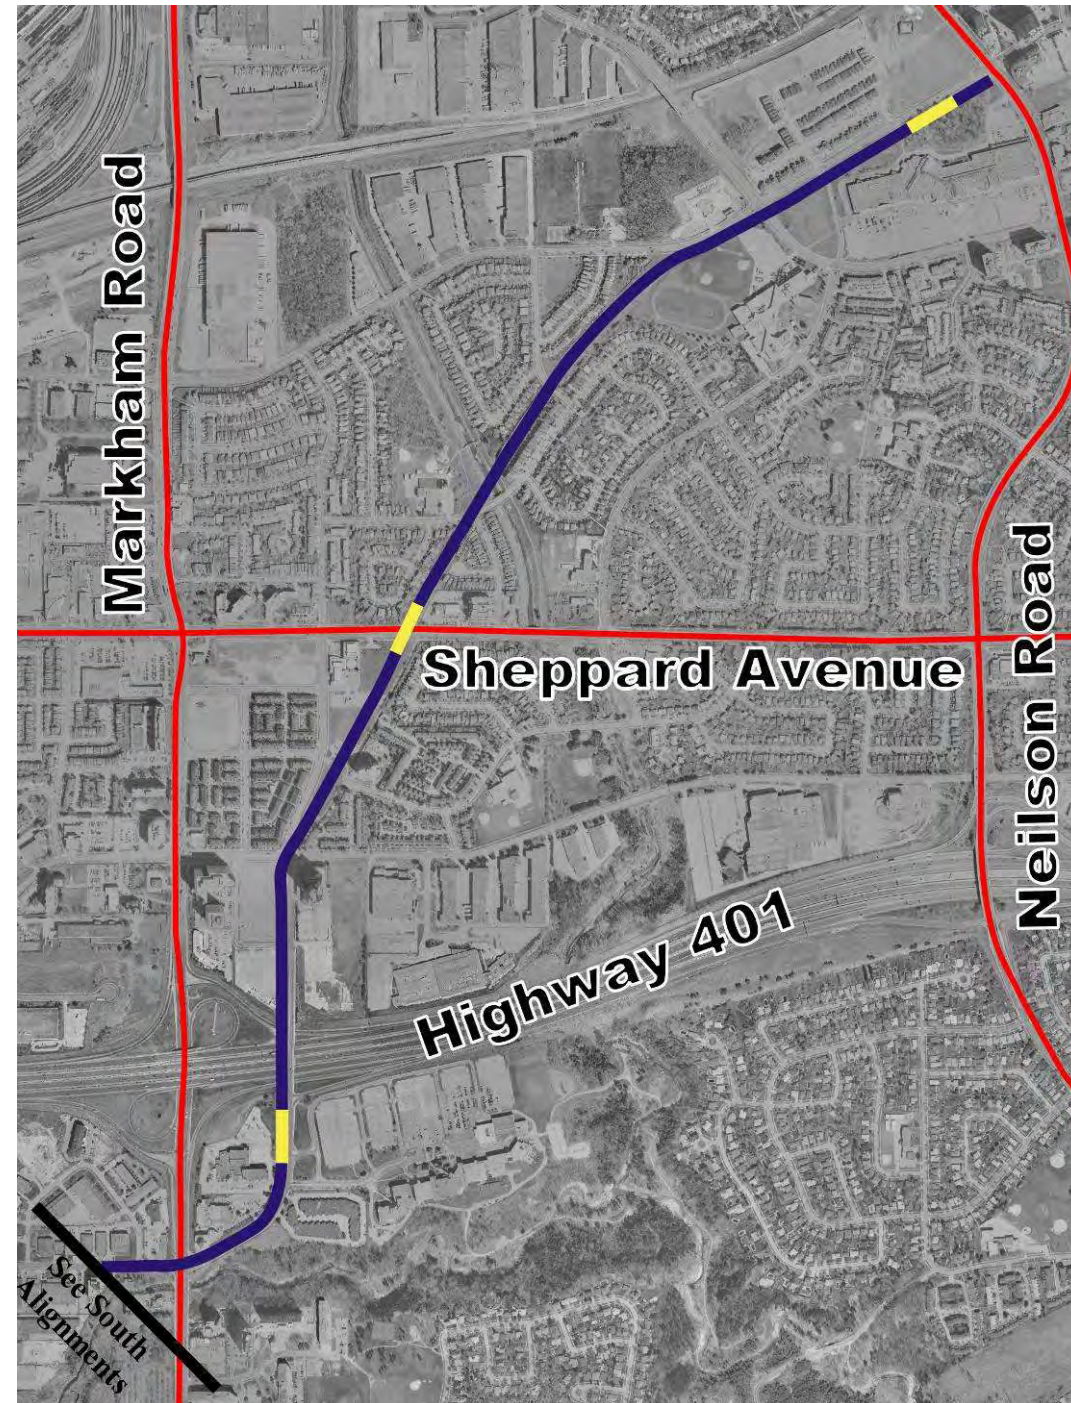 Markham Road
Sheppard Avenue
Neilson Road
Highway 401
See South
Alignments